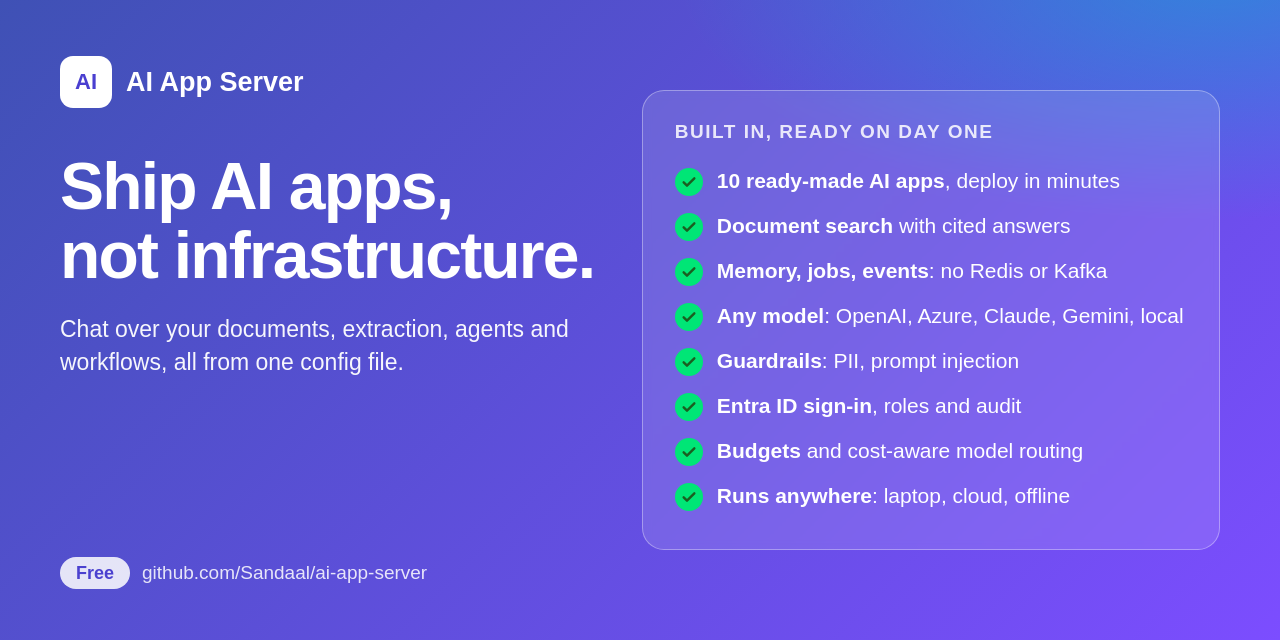 AI
AI App Server
Ship AI apps,
not infrastructure.
Chat over your documents, extraction, agents and
workflows, all from one config file.
Free
github.com/Sandaal/ai-app-server
BUILT IN, READY ON DAY ONE
10 ready-made AI apps, deploy in minutes
Document search with cited answers
Memory, jobs, events: no Redis or Kafka
Any model: OpenAI, Azure, Claude, Gemini, local
Guardrails: PII, prompt injection
Entra ID sign-in, roles and audit
Budgets and cost-aware model routing
Runs anywhere: laptop, cloud, offline